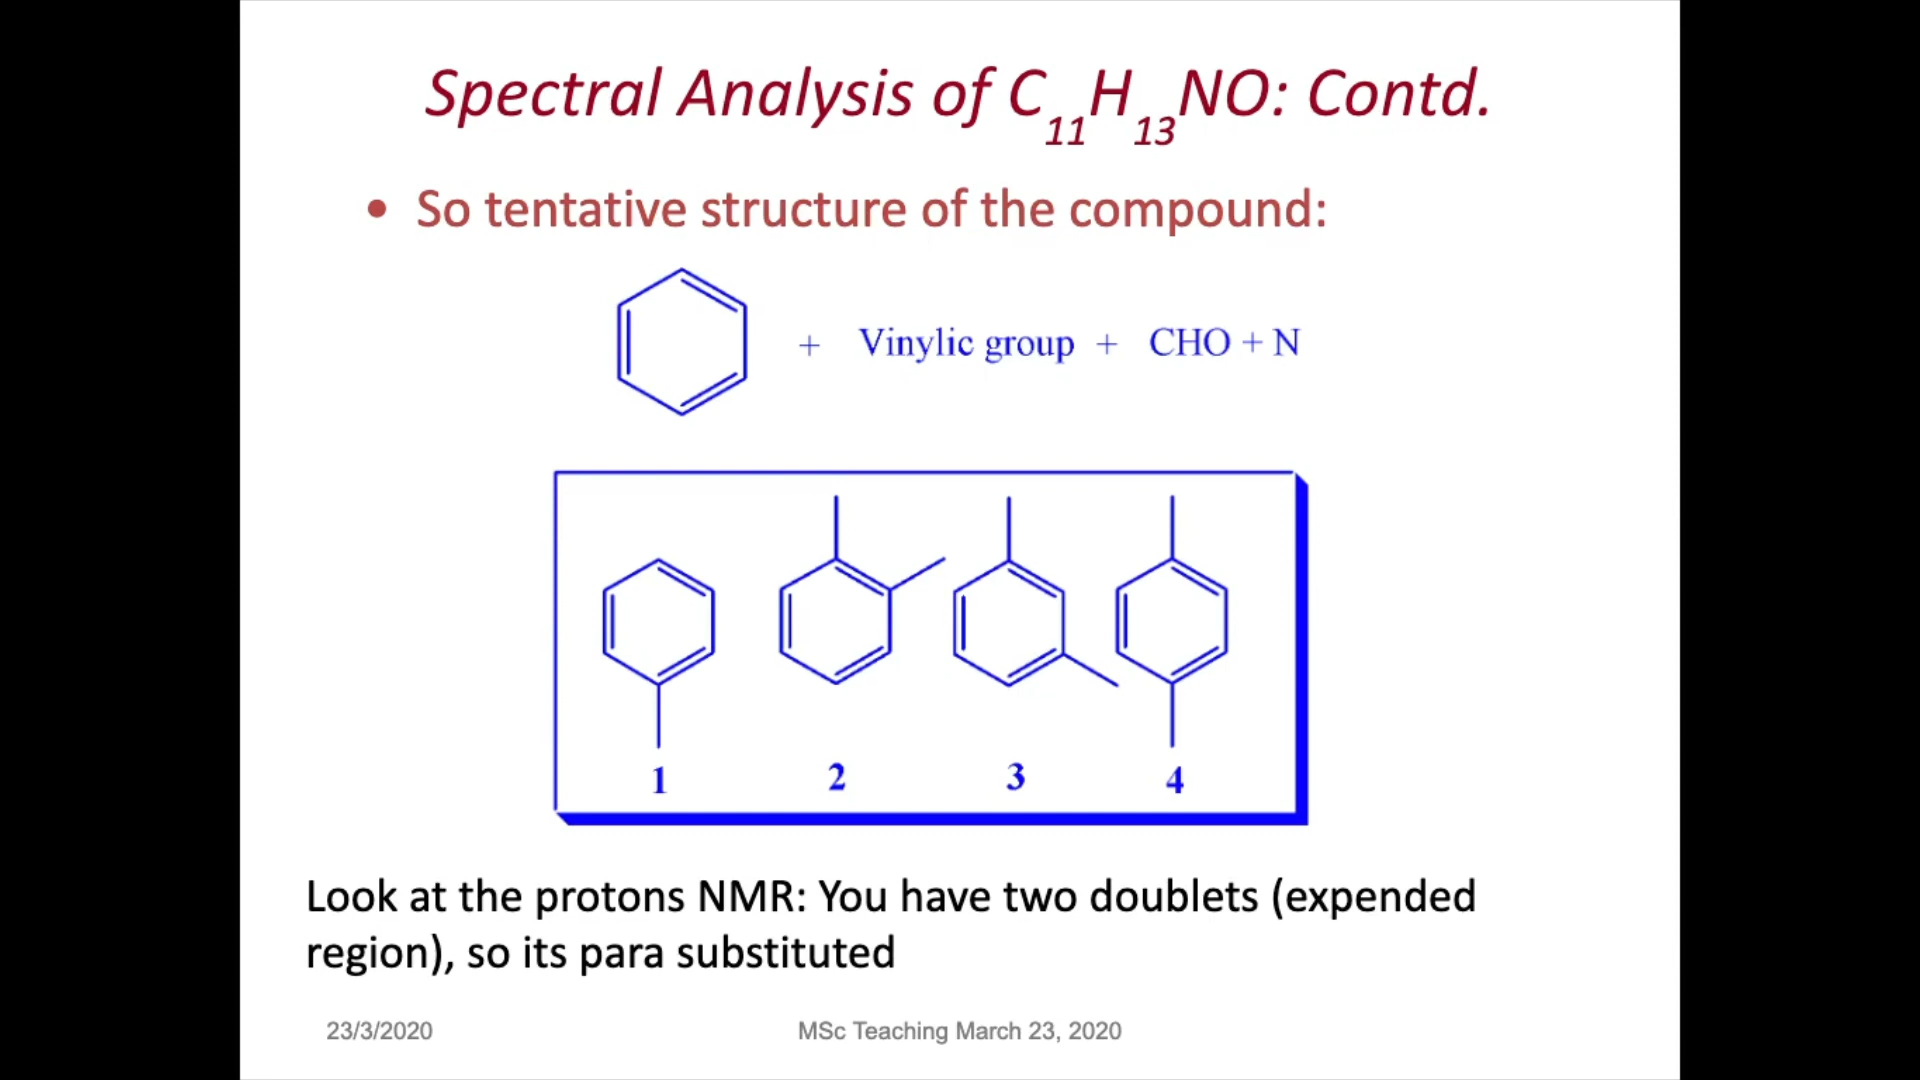 Spectral Analysis of C11H13NO: Contd.
• So tentative structure of the compound:
+ Vinylic group + CHO + N
1 2 3 4
Look at the protons NMR: You have two doublets (expended
region), so its para substituted
23/3/2020 MSc Teaching March 23, 2020